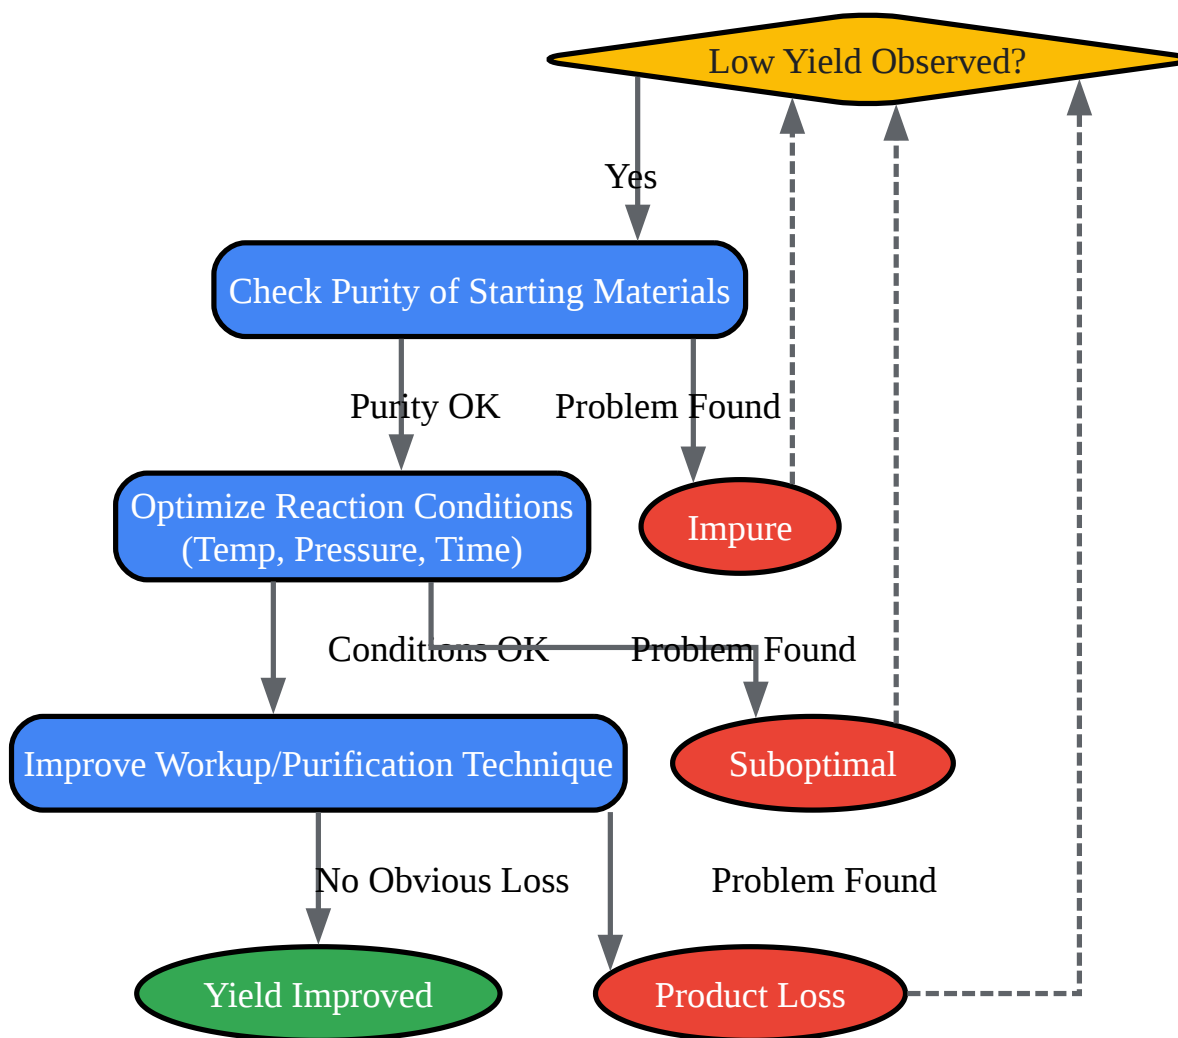 Low Yield Observed?
Yes
Check Purity of Starting Materials
Purity OK
Problem Found
Optimize Reaction Conditions
(Temp, Pressure, Time)
Impure
Conditions OK
Problem Found
Improve Workup/Purification Technique
Suboptimal
No Obvious Loss
Problem Found
Yield Improved
Product Loss